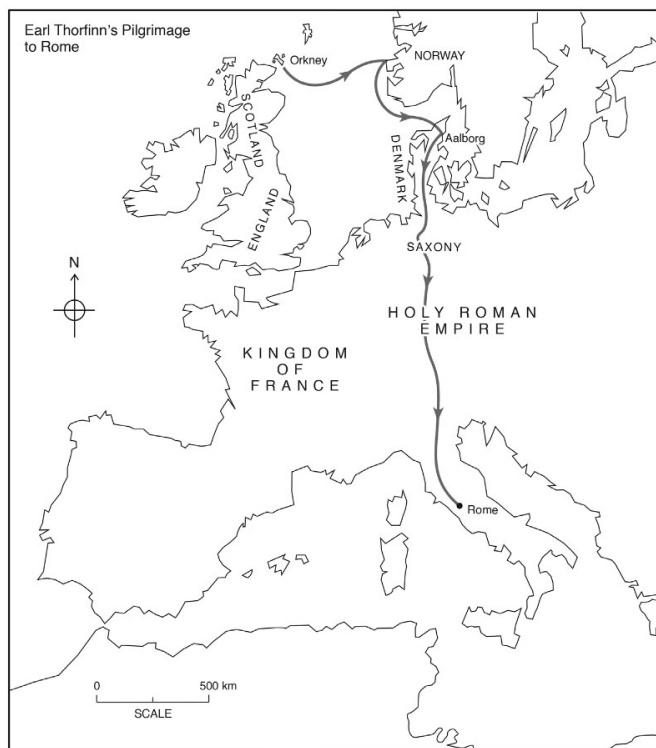 Earl Thorfinn's Pilgrimage
to Rome
Orkney
NORWAY
SCOTLAND
Aalborg
DENMARK
ENGLAND
SAXONY
N
HOLY ROMAN
EMPIRE
KINGDOM
OF
FRANCE
Rome
0 500 km
SCALE